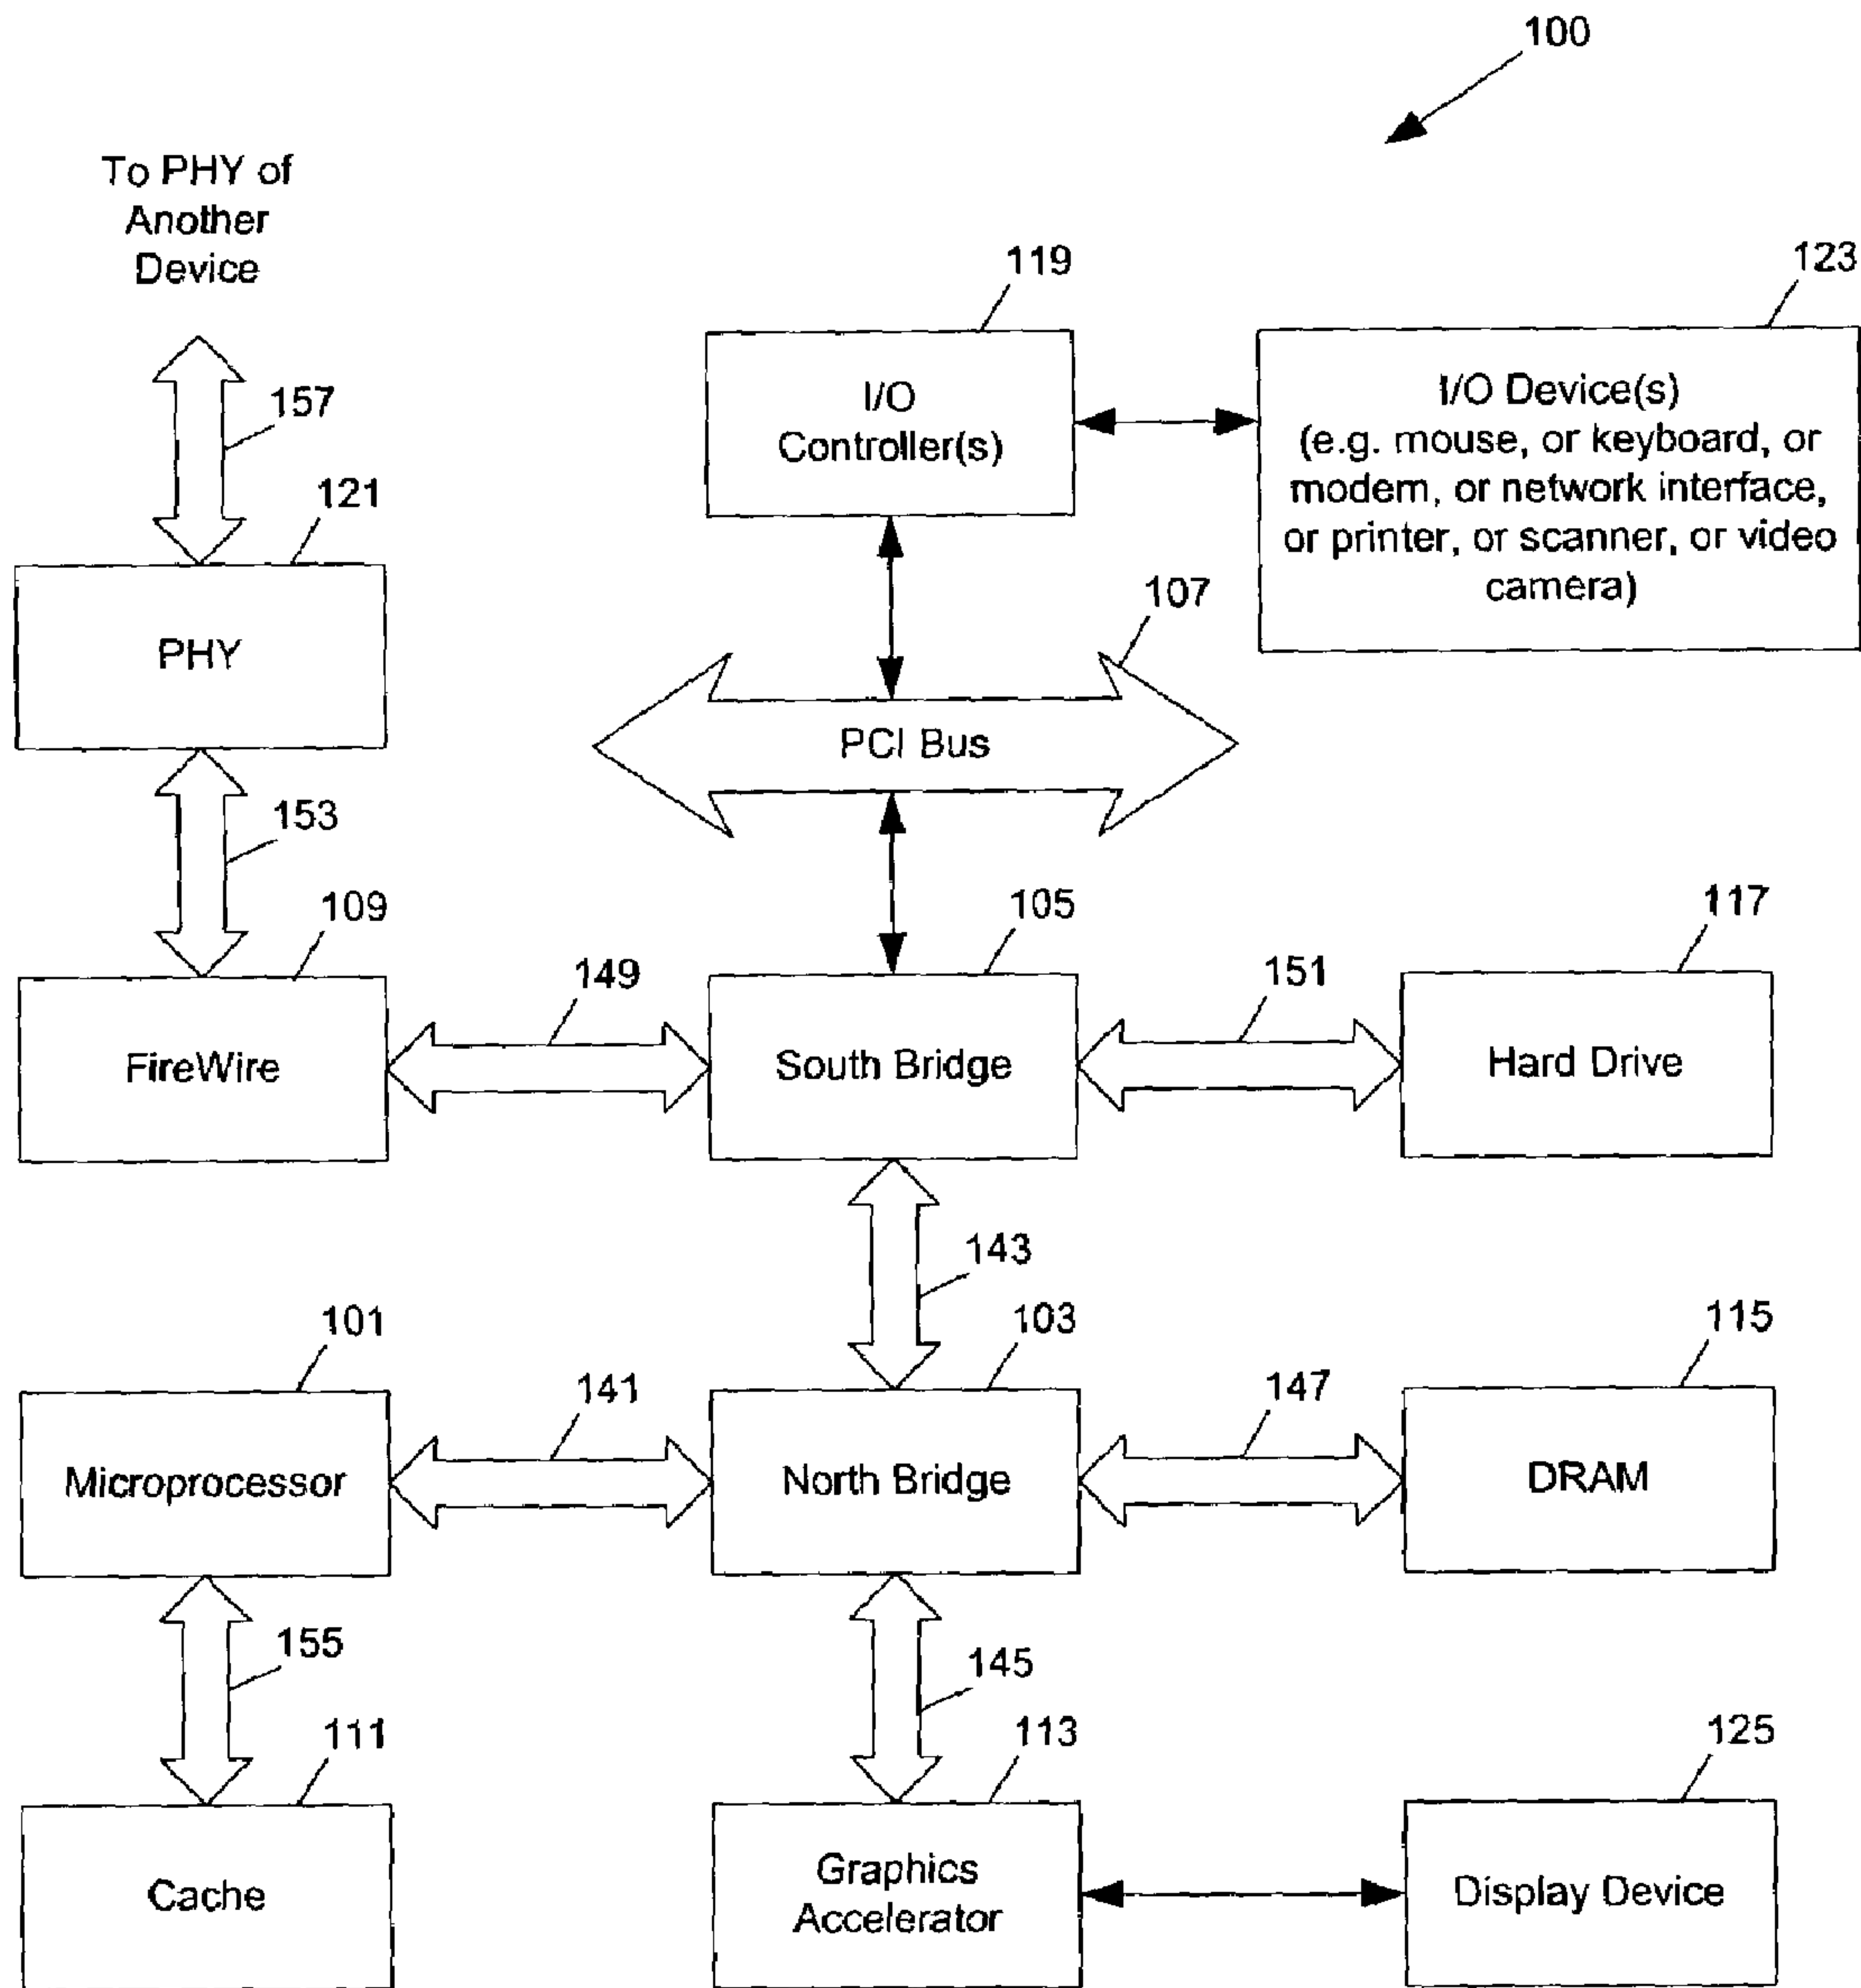 100
To PHY of
Another
Device
119
123
157
I/O
Controller(s)
I/O Device(s)
(e.g. mouse, or keyboard, or
modem, or network interface,
or printer, or scanner, or video
camera)
121
107
PHY
PCI Bus
153
109
149
105
151
117
FireWire
South Bridge
Hard Drive
143
101
141
103
147
115
Microprocessor
North Bridge
DRAM
155
145
111
113
125
Cache
Graphics
Accelerator
Display Device